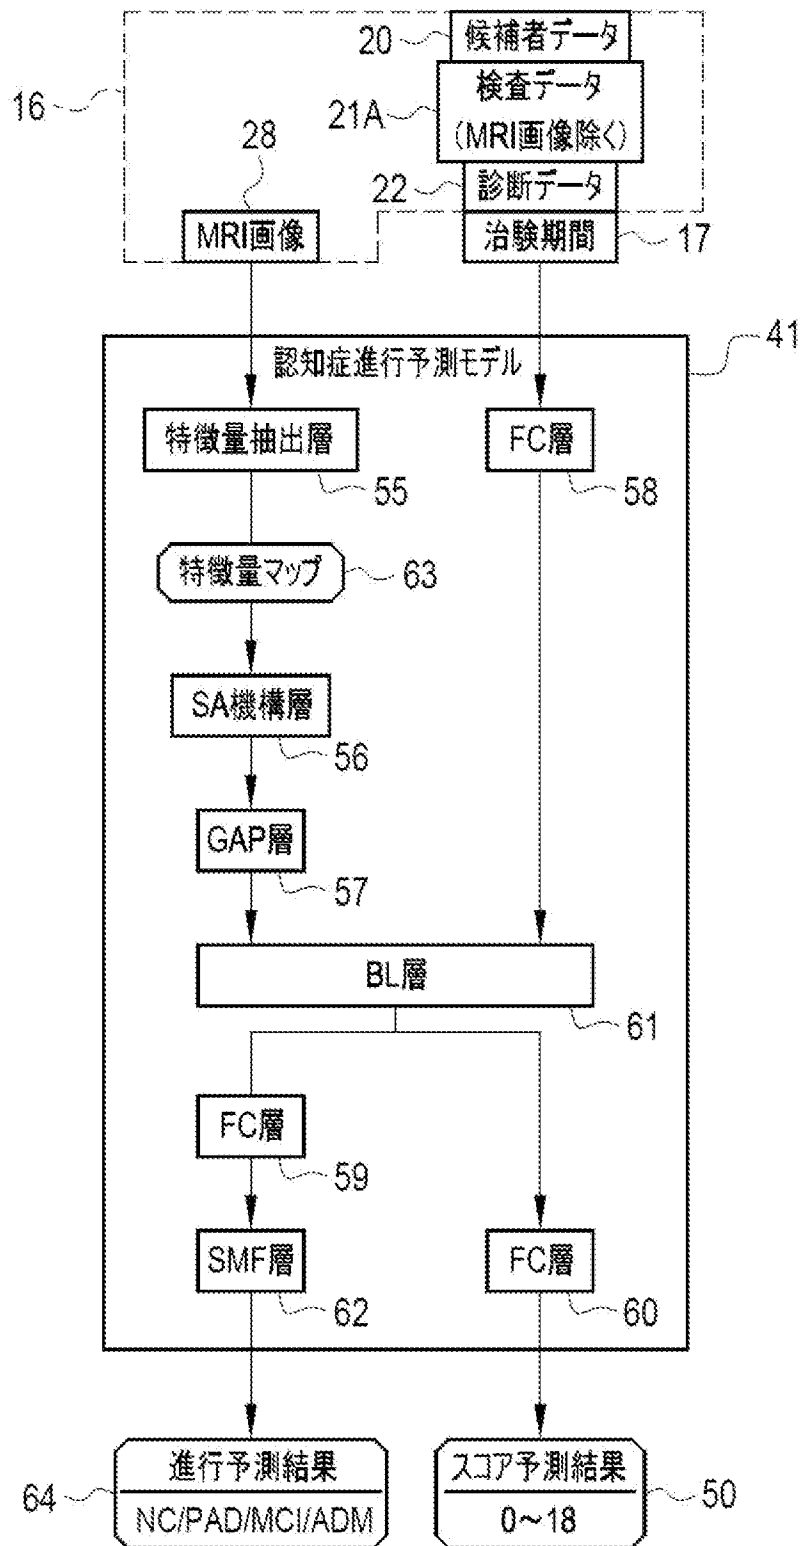 20
候補者データ
16
21A
検査データ
(MRI画像除く)
28
22
診断データ
MRI画像
治験期間
17
41
認知症進行予測モデル
特徴量抽出層
55
FC層
58
特徴量マップ
63
SA機構層
56
GAP層
57
BL層
61
FC層
59
SMF層
62
FC層
60
進行予測結果
64
NC/PAD/MCI/ADM
スコア予測結果
50
0～18